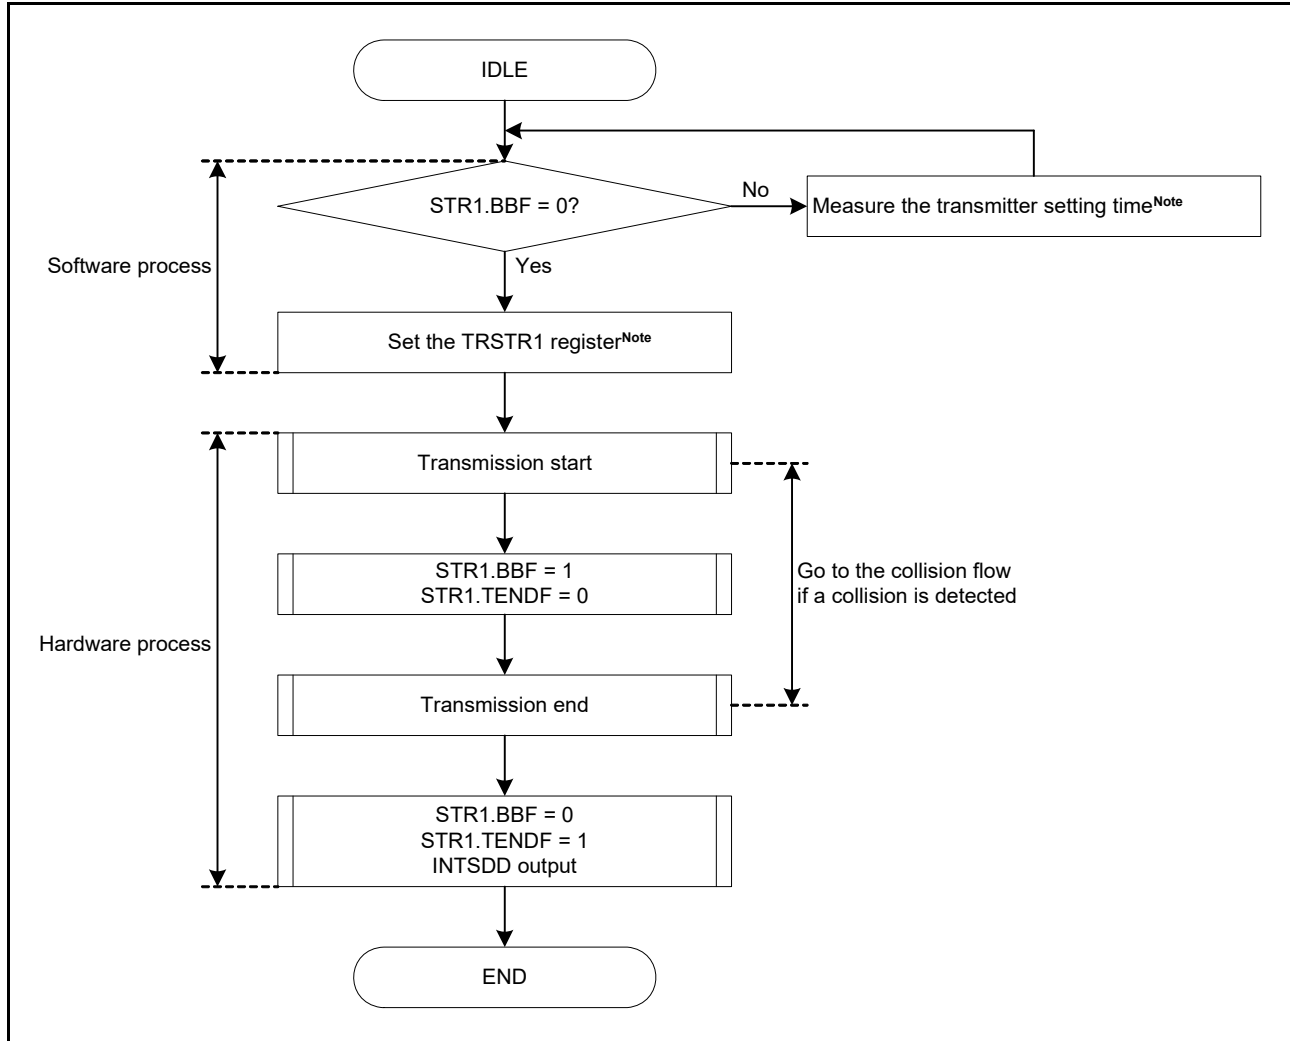 IDLE
STR1.BBF = 0?
No
Measure the transmitter setting timeNote
Software process
Yes
Set the TRSTR1 registerNote
Transmission start
STR1.BBF = 1
STR1.TENDF = 0
Go to the collision flow
if a collision is detected
Hardware process
Transmission end
STR1.BBF = 0
STR1.TENDF = 1
INTSDD output
END